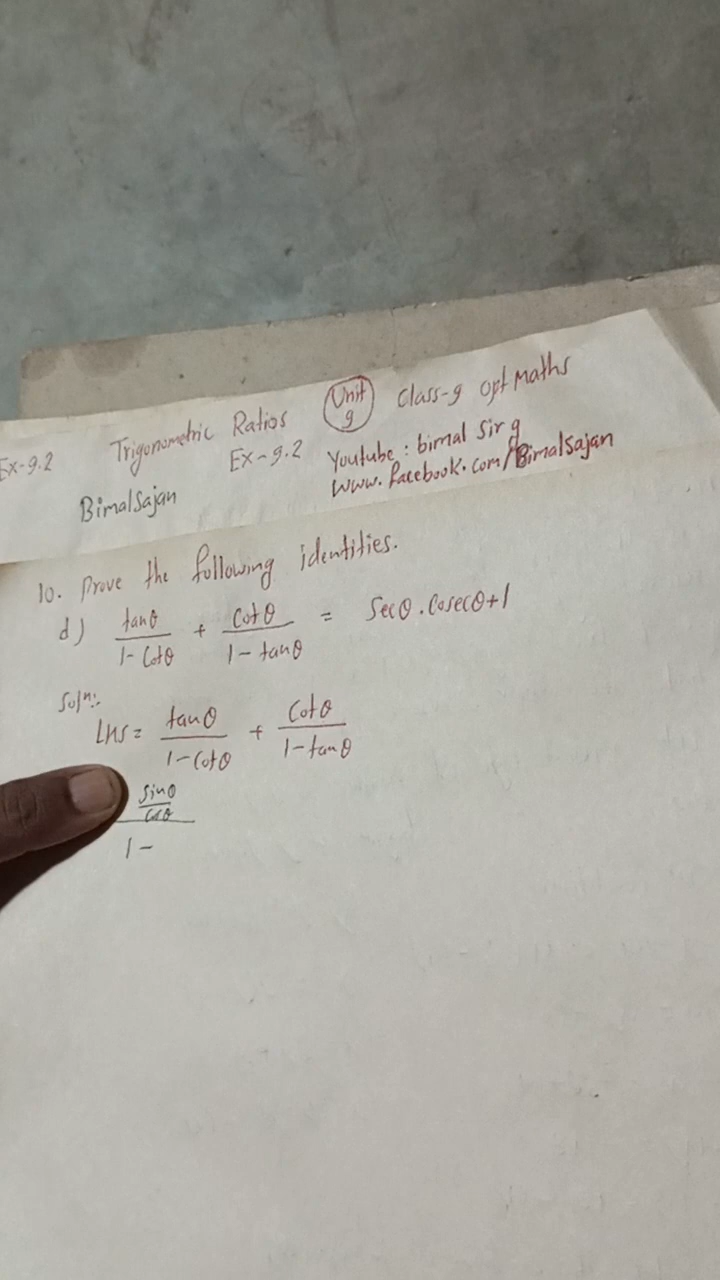 Ex-9.2 Trigonometric Ratios Unit 9 Class-9 opt Maths
BimalSajan Ex-9.2 Youtube : bimal Sir g
www.facebook.com/BimalSajan
10. Prove the following identities.
d) tanθ/1-Cotθ + Cotθ/1-tanθ = Secθ.Cosecθ+1
Soln:
LHS = tanθ/1-Cotθ + Cotθ/1-tanθ
sinθ/cosθ
1-